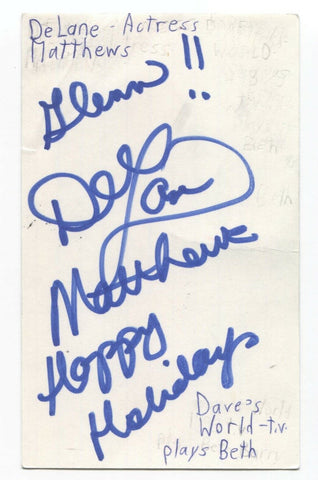 DeLane - Actress
Matthews
Glenn!!
DeLane
Matthews
Happy
Holidays
Dave's
World - t.v.
plays Beth